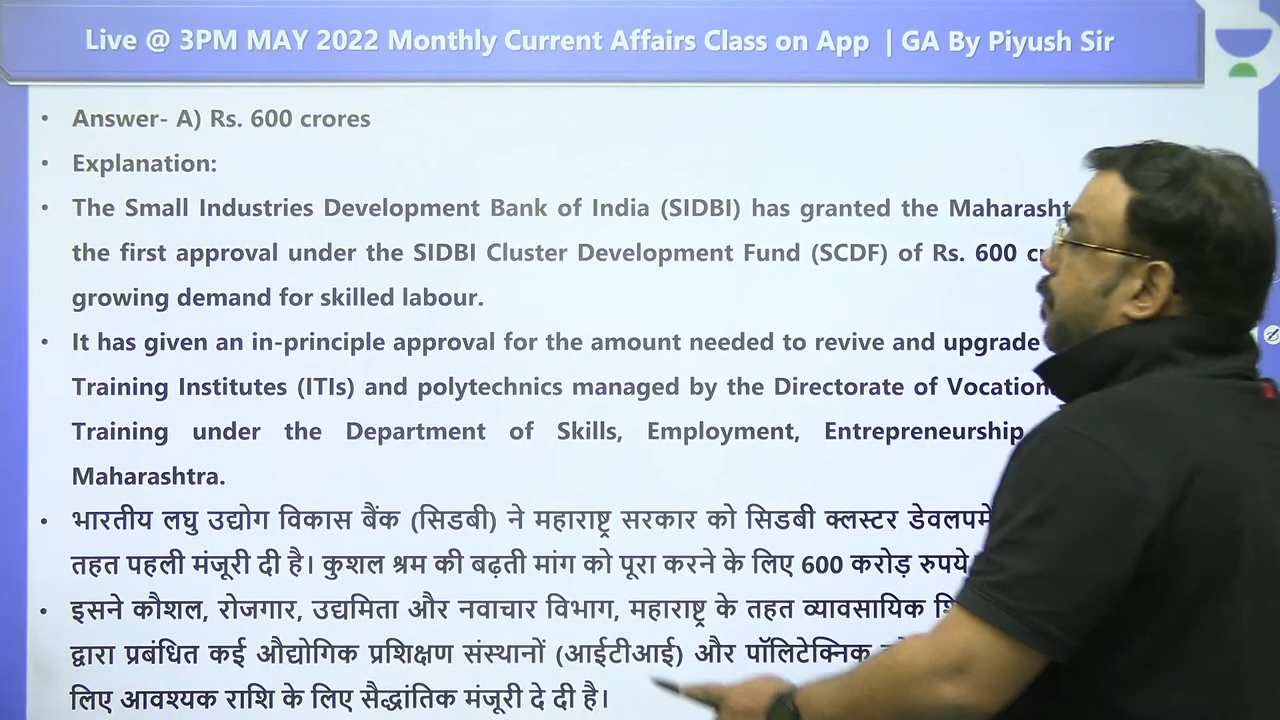 Live @ 3PM MAY 2022 Monthly Current Affairs Class on App | GA By Piyush Sir
• Answer- A) Rs. 600 crores
• Explanation:
• The Small Industries Development Bank of India (SIDBI) has granted the
the first approval under the SIDBI Cluster Development Fund (SCDF) of Rs. 600
growing demand for skilled labour.
• It has given an in-principle approval for the amount needed to revive and upgrade
Training Institutes (ITIs) and polytechnics managed by the Directorate of
Training under the Department of Skills, Employment, Entrepreneurship
Maharashtra.
• भारतीय लघु उद्योग विकास बैंक (सिडबी) ने महाराष्ट्र सरकार को सिडबी क्लस्टर
तहत पहली मंजूरी दी है। कुशल श्रम की बढ़ती मांग को पूरा करने के लिए 600 करोड़ रुपये
• इसने कौशल, रोजगार, उद्यमिता और नवाचार विभाग, महाराष्ट्र के तहत व्यावसायिक
द्वारा प्रबंधित कई औद्योगिक प्रशिक्षण संस्थानों (आईटीआई) और पॉलिटेक्निक
लिए आवश्यक राशि के लिए सैद्धांतिक मंजूरी दे दी है।